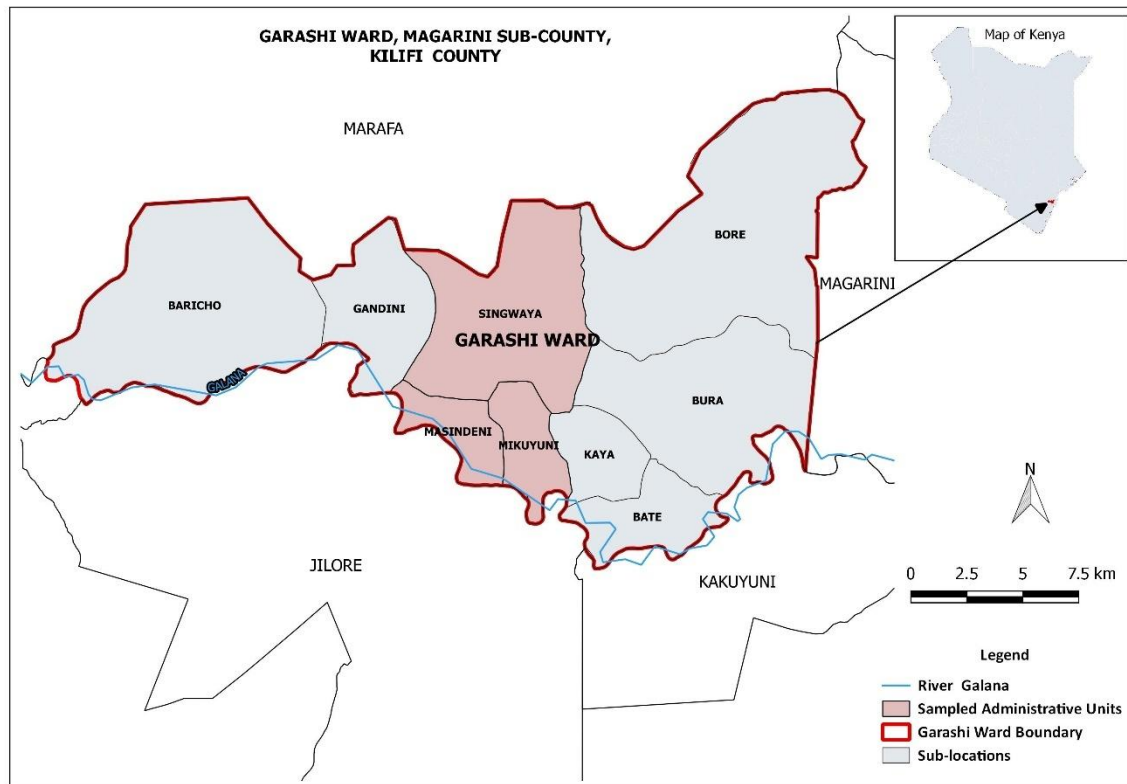 GARASHI WARD, MAGARINI SUB-COUNTY,
KILIFI COUNTY
Map of Kenya
MARAFA
BORE
MAGARINI
BARICHO
GANDINI
SINGWAYA
GARASHI WARD
GALANA
BURA
MASINDENI
MIKUYUNI
KAYA
BATE
N
JILORE
KAKUYUNI
0 2.5 5 7.5 km
Legend
River Galana
Sampled Administrative Units
Garashi Ward Boundary
Sub-locations